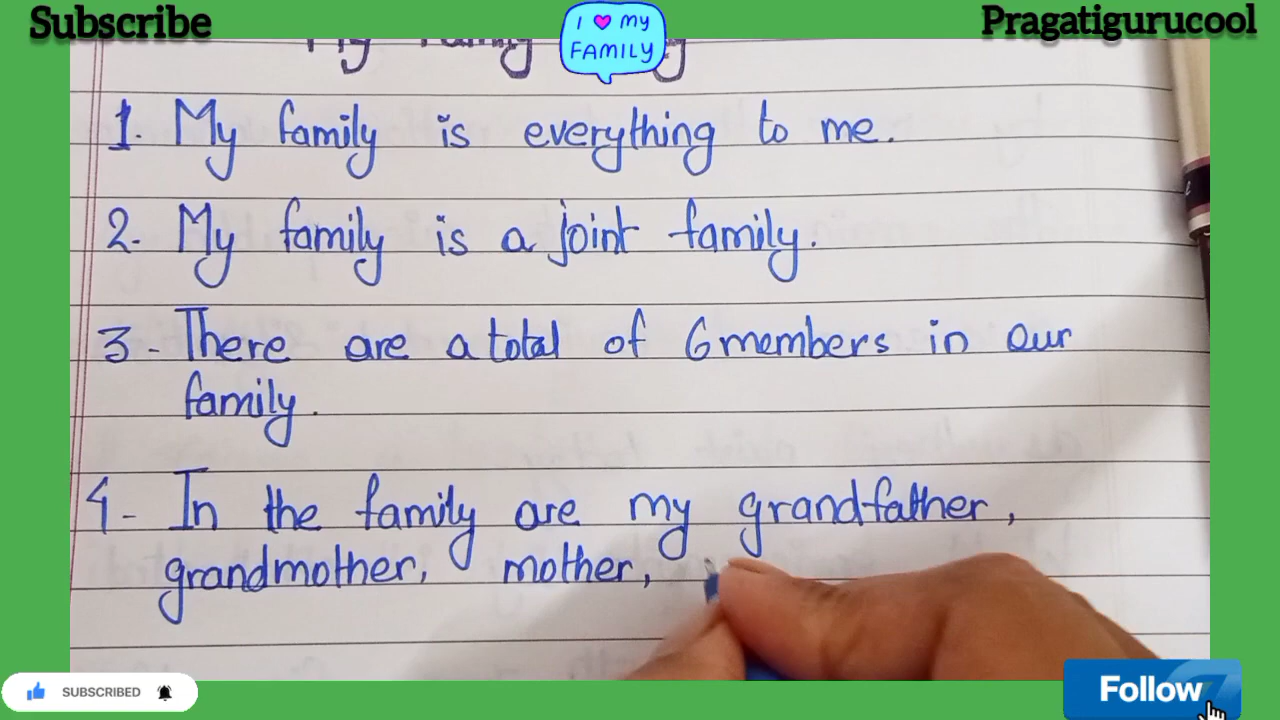 Subscribe
I ♥ my
FAMILY
Pragatigurucool
1. My family is everything to me.
2. My family is a joint family.
3 - There are a total of 6 members in our
family.
4 - In the family are my grandfather,
grandmother, mother,
SUBSCRIBED
Follow